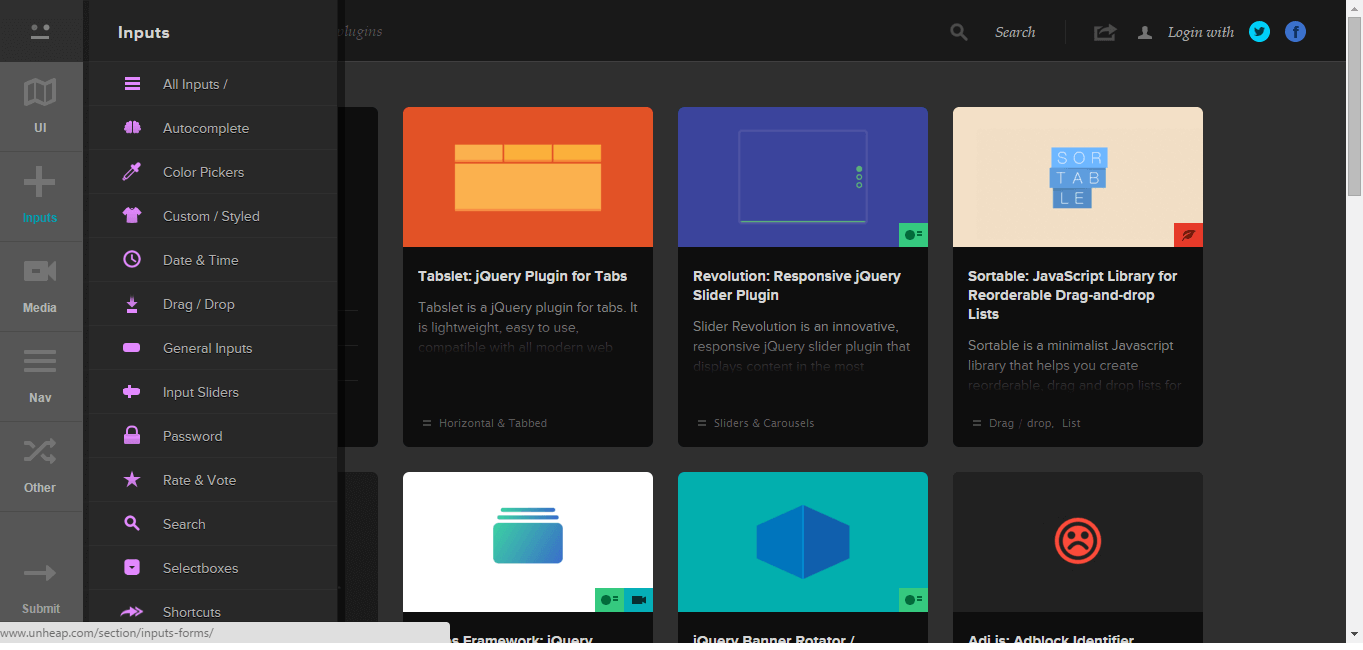 UI
Inputs
Media
Nav
Other
Submit
Inputs
All Inputs /
Autocomplete
Color Pickers
Custom / Styled
Date & Time
Drag / Drop
General Inputs
Input Sliders
Password
Rate & Vote
Search
Selectboxes
Shortcuts
www.unheap.com/section/inputs-forms/
plugins
Search
Login with
f
Tabslet: jQuery Plugin for Tabs
Tabslet is a jQuery plugin for tabs. It
is lightweight, easy to use,
compatible with all modern web
Horizontal & Tabbed
Revolution: Responsive jQuery
Slider Plugin
Slider Revolution is an innovative,
responsive jQuery slider plugin that
displays content in the most
Sliders & Carousels
SOR
TAB
LE
Sortable: JavaScript Library for
Reorderable Drag-and-drop
Lists
Sortable is a minimalist Javascript
library that helps you create
reorderable, drag and drop lists for
Drag / drop, List
Framework: jQuery
jQuery Banner Rotator /
Adi.js: Adblock Identifier